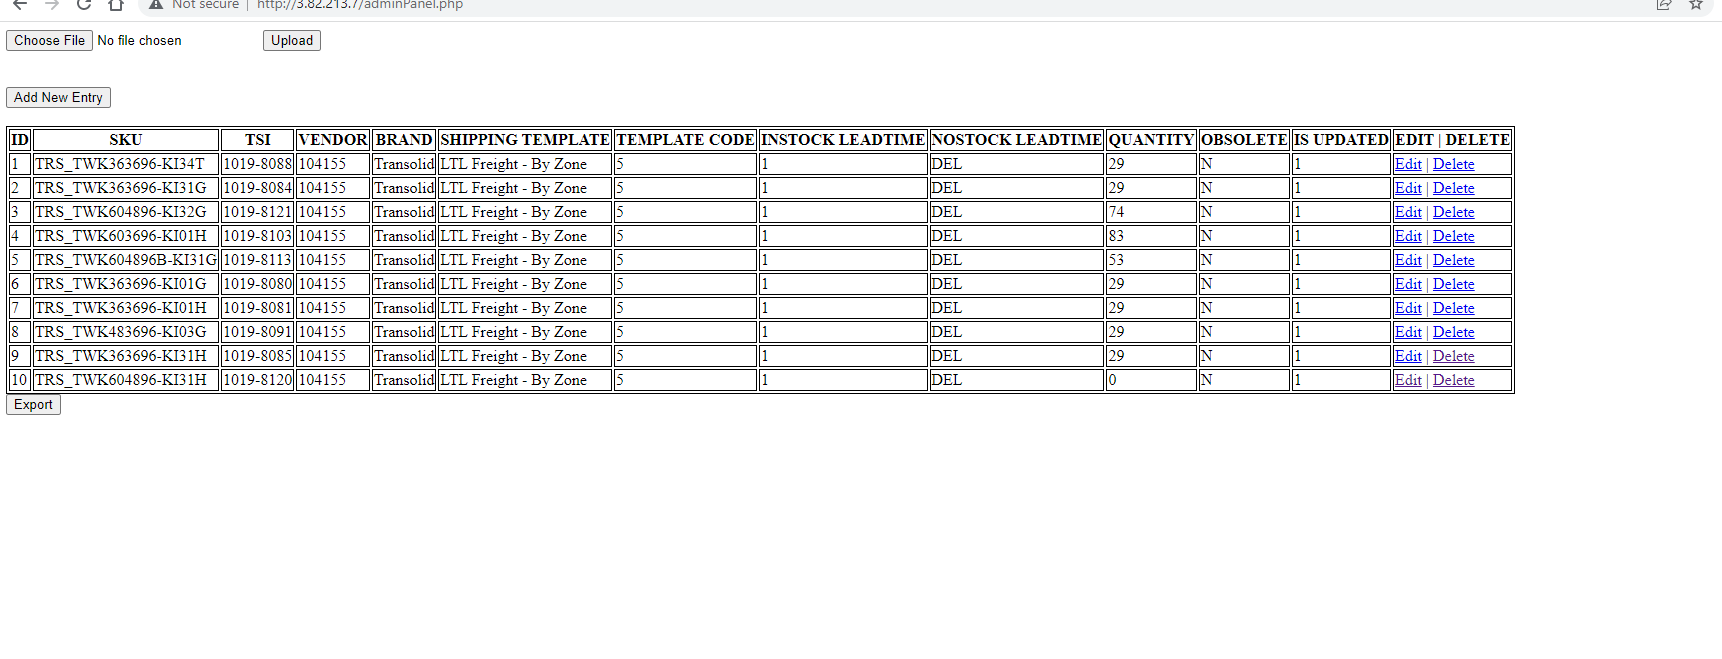 Not secure | http://3.82.213.7/adminPanel.php
Choose File No file chosen Upload
Add New Entry
ID SKU TSI VENDOR BRAND SHIPPING TEMPLATE TEMPLATE CODE INSTOCK LEADTIME NOSTOCK LEADTIME QUANTITY OBSOLETE IS UPDATED EDIT | DELETE
1 TRS_TWK363696-KI34T 1019-8088 104155 Transolid LTL Freight - By Zone 5 1 DEL 29 N 1 Edit | Delete
2 TRS_TWK363696-KI31G 1019-8084 104155 Transolid LTL Freight - By Zone 5 1 DEL 29 N 1 Edit | Delete
3 TRS_TWK604896-KI32G 1019-8121 104155 Transolid LTL Freight - By Zone 5 1 DEL 74 N 1 Edit | Delete
4 TRS_TWK603696-KI01H 1019-8103 104155 Transolid LTL Freight - By Zone 5 1 DEL 83 N 1 Edit | Delete
5 TRS_TWK604896B-KI31G 1019-8113 104155 Transolid LTL Freight - By Zone 5 1 DEL 53 N 1 Edit | Delete
6 TRS_TWK363696-KI01G 1019-8080 104155 Transolid LTL Freight - By Zone 5 1 DEL 29 N 1 Edit | Delete
7 TRS_TWK363696-KI01H 1019-8081 104155 Transolid LTL Freight - By Zone 5 1 DEL 29 N 1 Edit | Delete
8 TRS_TWK483696-KI03G 1019-8091 104155 Transolid LTL Freight - By Zone 5 1 DEL 29 N 1 Edit | Delete
9 TRS_TWK363696-KI31H 1019-8085 104155 Transolid LTL Freight - By Zone 5 1 DEL 29 N 1 Edit | Delete
10 TRS_TWK604896-KI31H 1019-8120 104155 Transolid LTL Freight - By Zone 5 1 DEL 0 N 1 Edit | Delete
Export